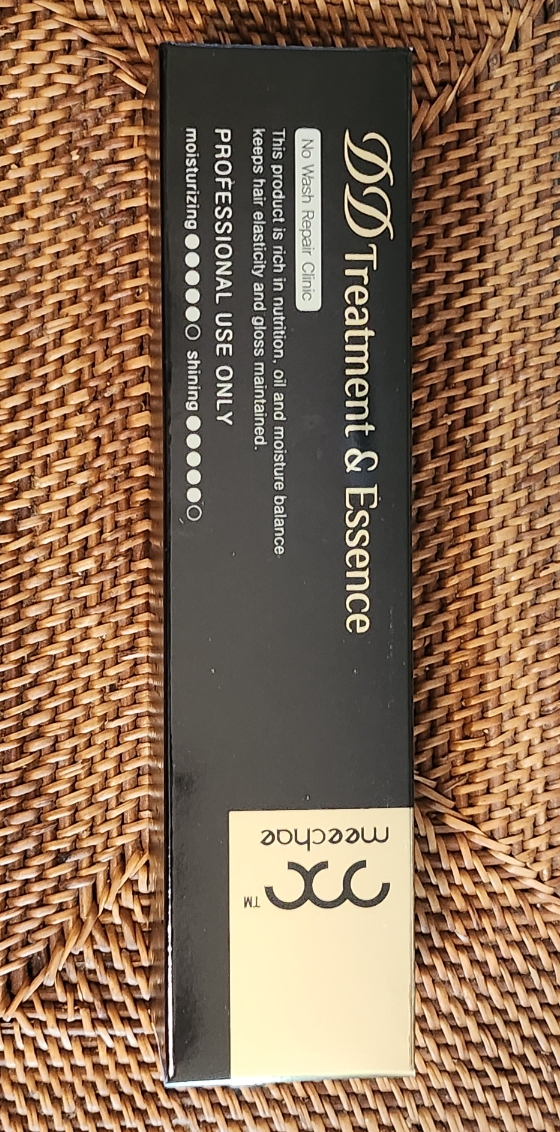 DD Treatment & Essence
No Wash Repair Clinic
This product is rich in nutrition, oil and moisture balance
keeps hair elasticity and gloss maintained.
PROFESSIONAL USE ONLY
moisturizing ●●●●●○ shining ●●●●●○
meechae
TM